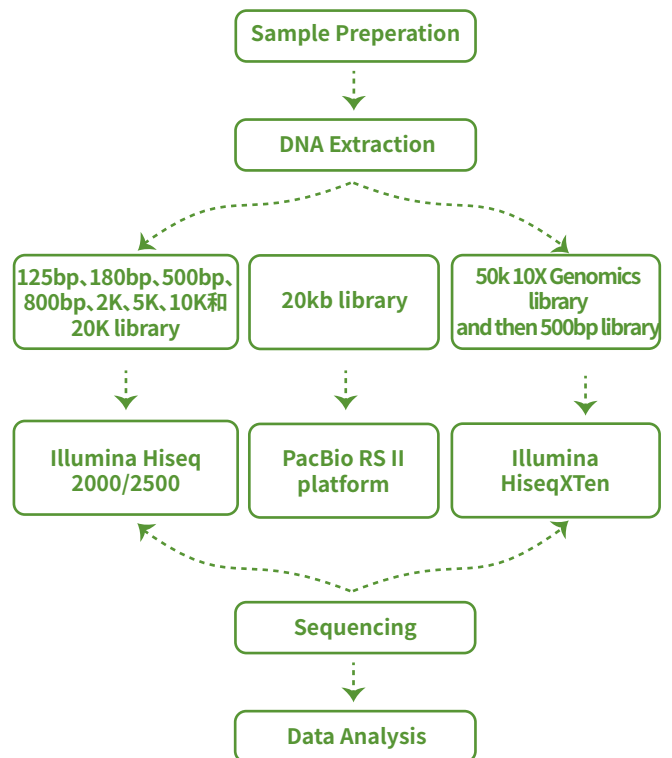 Sample Preperation
DNA Extraction
125bp、180bp、500bp、
800bp、2K、5K、10K和
20K library
20kb library
50k 10X Genomics
library
and then 500bp library
Illumina Hiseq
2000/2500
PacBio RS II
platform
Illumina
HiseqXTen
Sequencing
Data Analysis